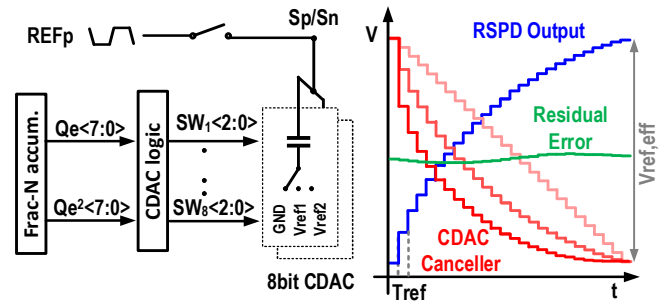 REFp
Sp/Sn
Frac-N accum.
Qe<7:0>
Qe²<7:0>
CDAC logic
SW₁<2:0>
⋮
SW₈<2:0>
GND
Vref1
Vref2
8bit CDAC
V
RSPD Output
Residual
Error
Vref,eff
CDAC
Canceller
Tref
t